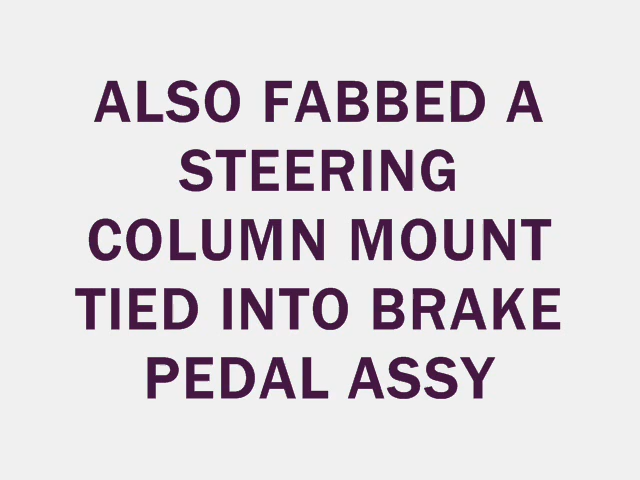 ALSO FABBED A
STEERING
COLUMN MOUNT
TIED INTO BRAKE
PEDAL ASSY